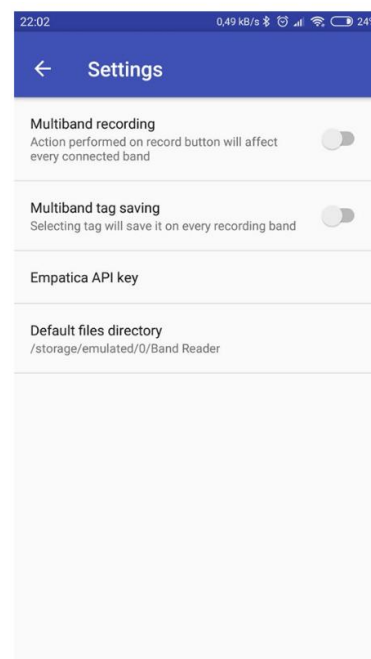 22:02 0,49 kB/s 24%
Settings
Multiband recording
Action performed on record button will affect
every connected band
Multiband tag saving
Selecting tag will save it on every recording band
Empatica API key
Default files directory
/storage/emulated/0/Band Reader